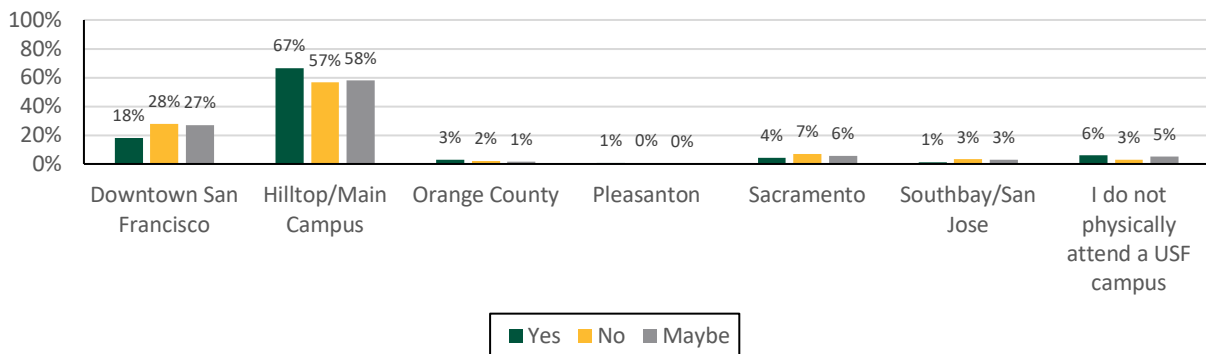 100%
80%
60%
40%
20%
0%
18%
28%
27%
67%
57%
58%
3%
2%
1%
1%
0%
0%
4%
7%
6%
1%
3%
3%
6%
3%
5%
Downtown San
Francisco
Hilltop/Main
Campus
Orange County
Pleasanton
Sacramento
Southbay/San
Jose
I do not
physically
attend a USF
campus
Yes No Maybe